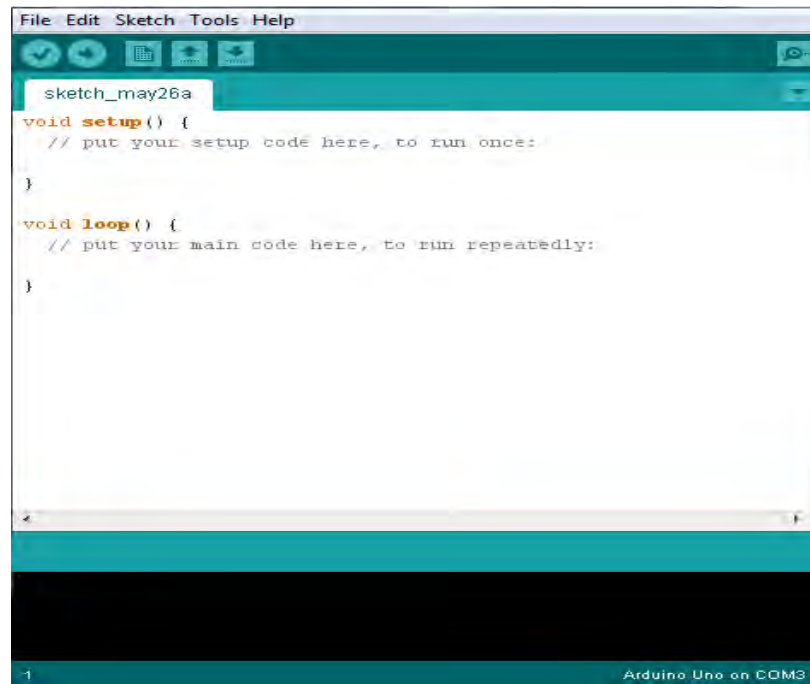 File Edit Sketch Tools Help
sketch_may26a
void setup() {
// put your setup code here, to run once:
}
void loop() {
// put your main code here, to run repeatedly:
}
1
Arduino Uno on COM3